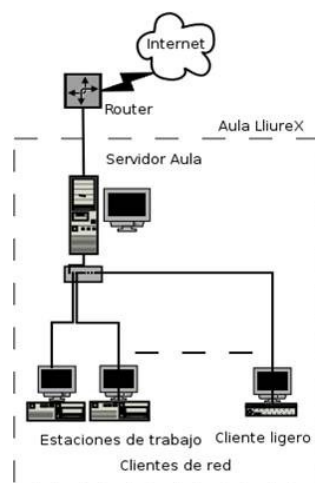 Internet
Router
Aula LliureX
Servidor Aula
Estaciones de trabajo
Cliente ligero
Clientes de red